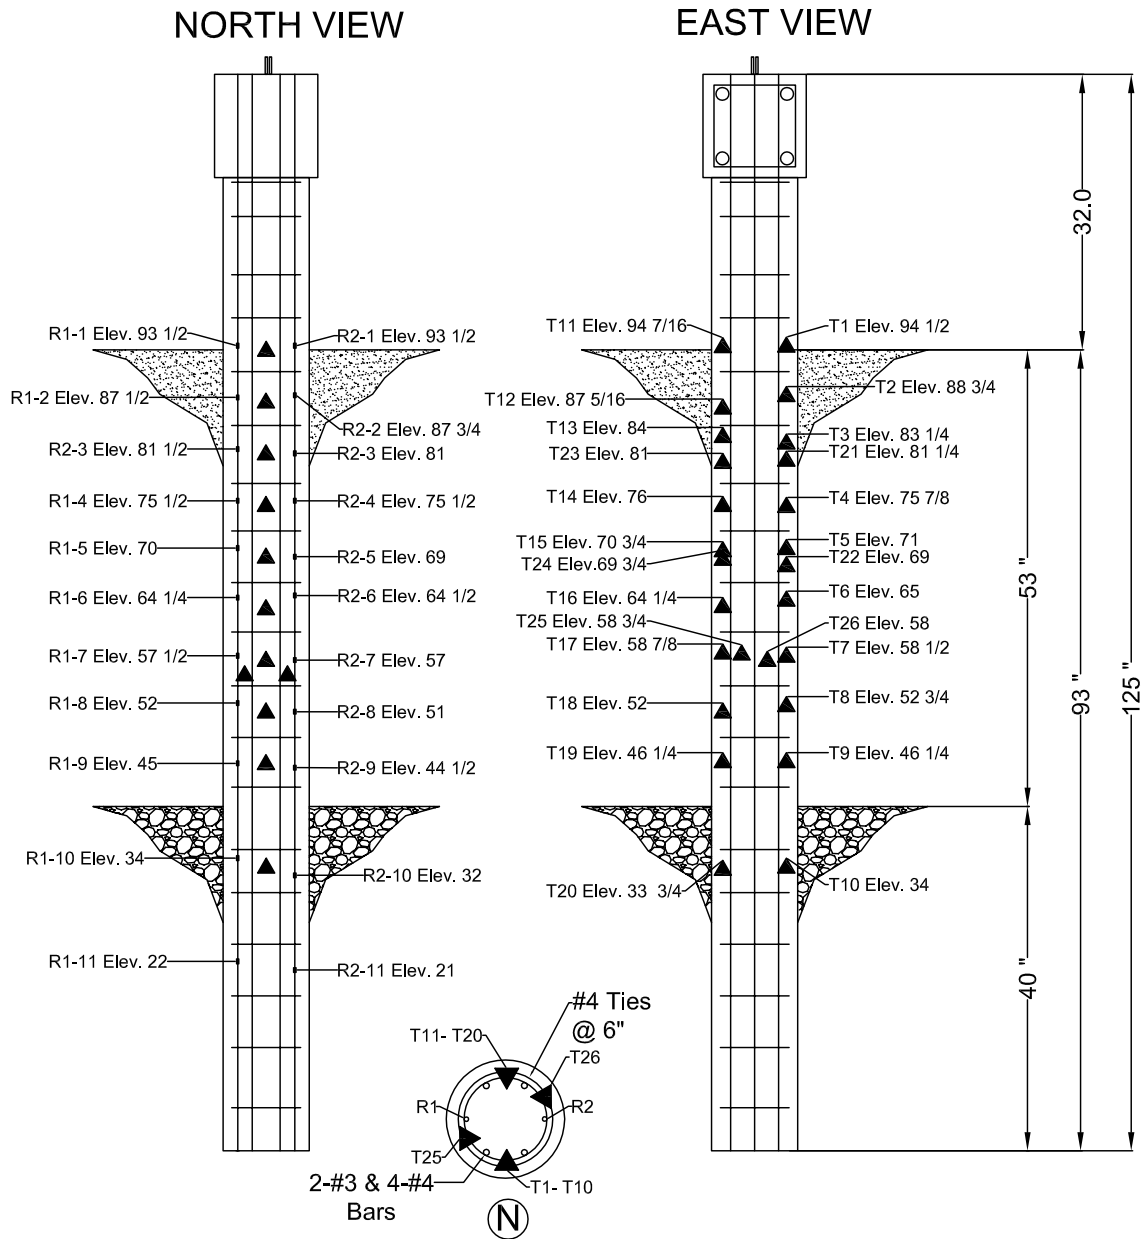 NORTH VIEW
EAST VIEW
32.0
R1-1 Elev. 93 1/2
R2-1 Elev. 93 1/2
R1-2 Elev. 87 1/2
R2-2 Elev. 87 3/4
R2-3 Elev. 81 1/2
R2-3 Elev. 81
R1-4 Elev. 75 1/2
R2-4 Elev. 75 1/2
R1-5 Elev. 70
R2-5 Elev. 69
R1-6 Elev. 64 1/4
R2-6 Elev. 64 1/2
R1-7 Elev. 57 1/2
R2-7 Elev. 57
R1-8 Elev. 52
R2-8 Elev. 51
R1-9 Elev. 45
R2-9 Elev. 44 1/2
R1-10 Elev. 34
R2-10 Elev. 32
R1-11 Elev. 22
R2-11 Elev. 21
T11 Elev. 94 7/16
T1 Elev. 94 1/2
T12 Elev. 87 5/16
T2 Elev. 88 3/4
T13 Elev. 84
T3 Elev. 83 1/4
T23 Elev. 81
T21 Elev. 81 1/4
T14 Elev. 76
T4 Elev. 75 7/8
T15 Elev. 70 3/4
T5 Elev. 71
T24 Elev.69 3/4
T22 Elev. 69
T16 Elev. 64 1/4
T6 Elev. 65
T25 Elev. 58 3/4
T26 Elev. 58
T17 Elev. 58 7/8
T7 Elev. 58 1/2
T18 Elev. 52
T8 Elev. 52 3/4
T19 Elev. 46 1/4
T9 Elev. 46 1/4
T20 Elev. 33 3/4
T10 Elev. 34
53 "
93 "
125 "
40 "
#4 Ties
@ 6"
T11- T20
T26
R1
R2
T25
T1- T10
2-#3 & 4-#4
Bars
N